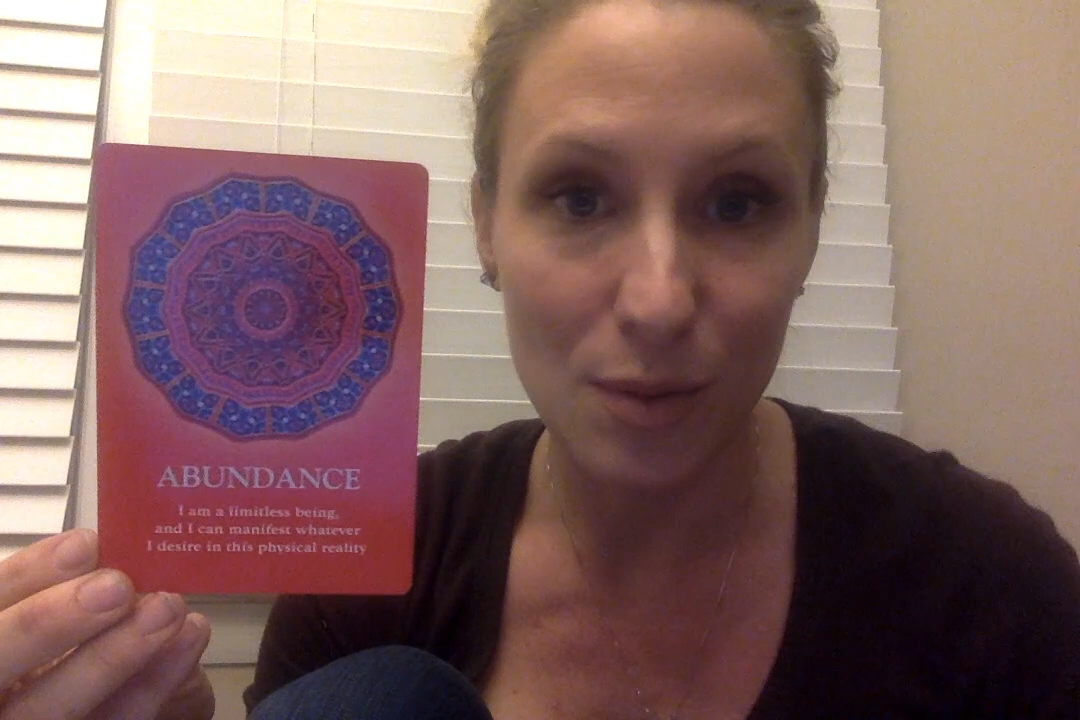 ABUNDANCE
I am a limitless being,
and I can manifest whatever
I desire in this physical reality